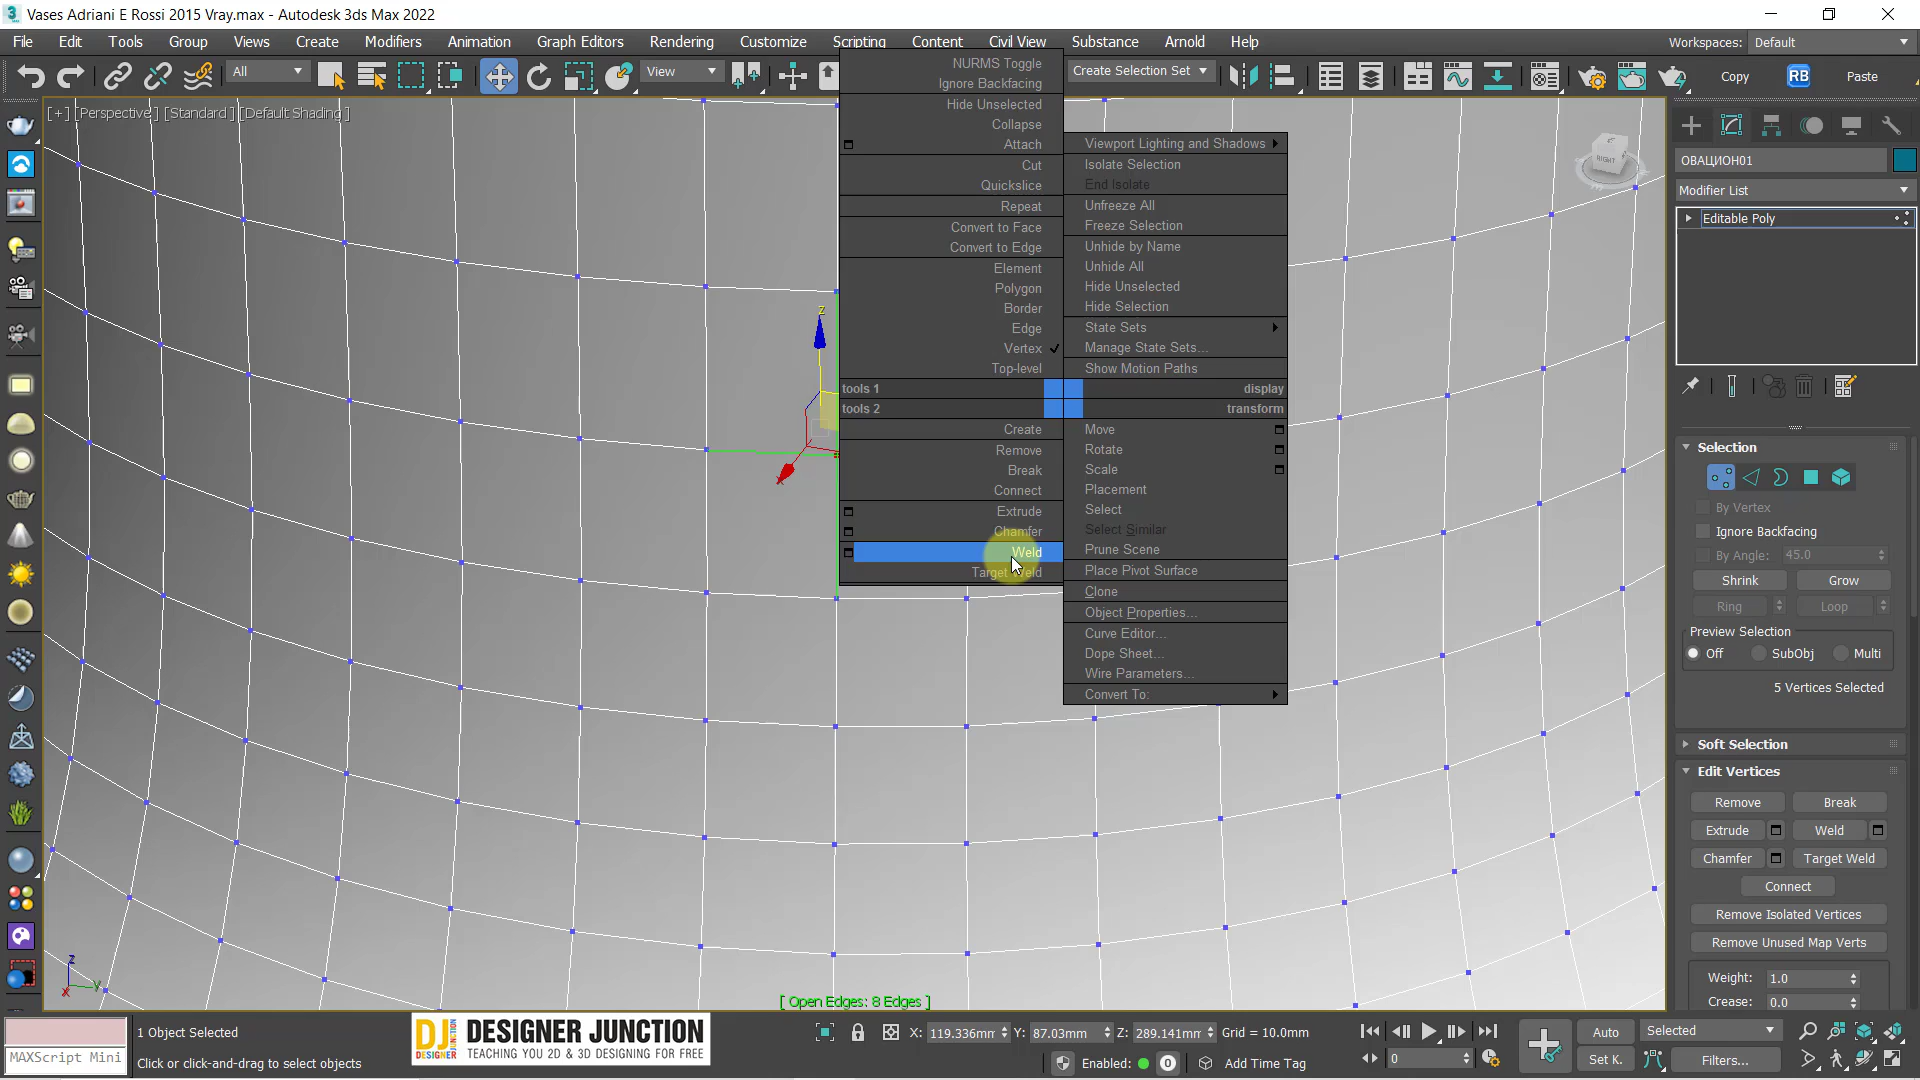 Vases Adriani E Rossi 2015 Vray.max - Autodesk 3ds Max 2022
File Edit Tools Group Views Create Modifiers Animation Graph Editors Rendering Customize Scripting Content Civil View Substance Arnold Help
Workspaces: Default
All View Create Selection Set Copy RB Paste
[+] [Perspective] [Standard] [Default Shading]
NURMS Toggle
Ignore Backfacing
Hide Unselected
Collapse
Attach
Cut
Quickslice
Repeat
Convert to Face
Convert to Edge
Element
Polygon
Border
Edge
Vertex
Top-level
tools 1
tools 2
Create
Remove
Break
Connect
Extrude
Chamfer
Weld
Target Weld
Viewport Lighting and Shadows
Isolate Selection
End Isolate
Unfreeze All
Freeze Selection
Unhide by Name
Unhide All
Hide Unselected
Hide Selection
State Sets
Manage State Sets...
Show Motion Paths
display
transform
Move
Rotate
Scale
Placement
Select
Select Similar
Prune Scene
Place Pivot Surface
Clone
Object Properties...
Curve Editor...
Dope Sheet...
Wire Parameters...
Convert To:
z
x
RIGHT
ОВАЦИОН01
Modifier List
Editable Poly
Selection
By Vertex
Ignore Backfacing
By Angle: 45.0
Shrink Grow
Ring Loop
Preview Selection
Off SubObj Multi
5 Vertices Selected
Soft Selection
Edit Vertices
Remove Break
Extrude Weld
Chamfer Target Weld
Connect
Remove Isolated Vertices
Remove Unused Map Verts
Weight: 1.0
Crease: 0.0
z
x y
[ Open Edges: 8 Edges ]
1 Object Selected
MAXScript Mini
Click or click-and-drag to select objects
DJ
DESIGNER
JUNCTION
DESIGNER JUNCTION
TEACHING YOU 2D & 3D DESIGNING FOR FREE
X: 119.336mm Y: 87.03mm Z: 289.141mm Grid = 10.0mm
Enabled: 0 Add Time Tag
0
Auto Selected
Set K. Filters...